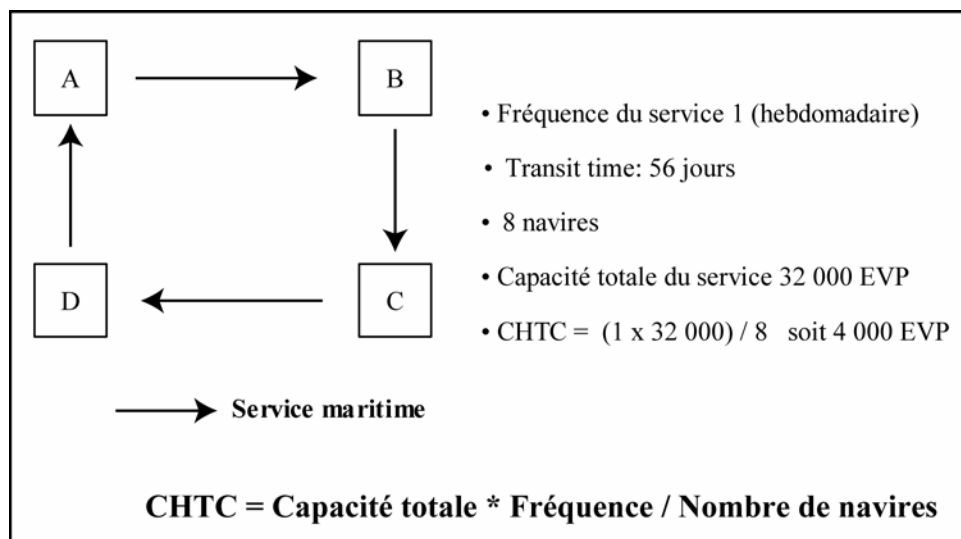 A
B
• Fréquence du service 1 (hebdomadaire)
• Transit time: 56 jours
• 8 navires
D
C
• Capacité totale du service 32 000 EVP
• CHTC = (1 x 32 000) / 8 soit 4 000 EVP
Service maritime
CHTC = Capacité totale * Fréquence / Nombre de navires